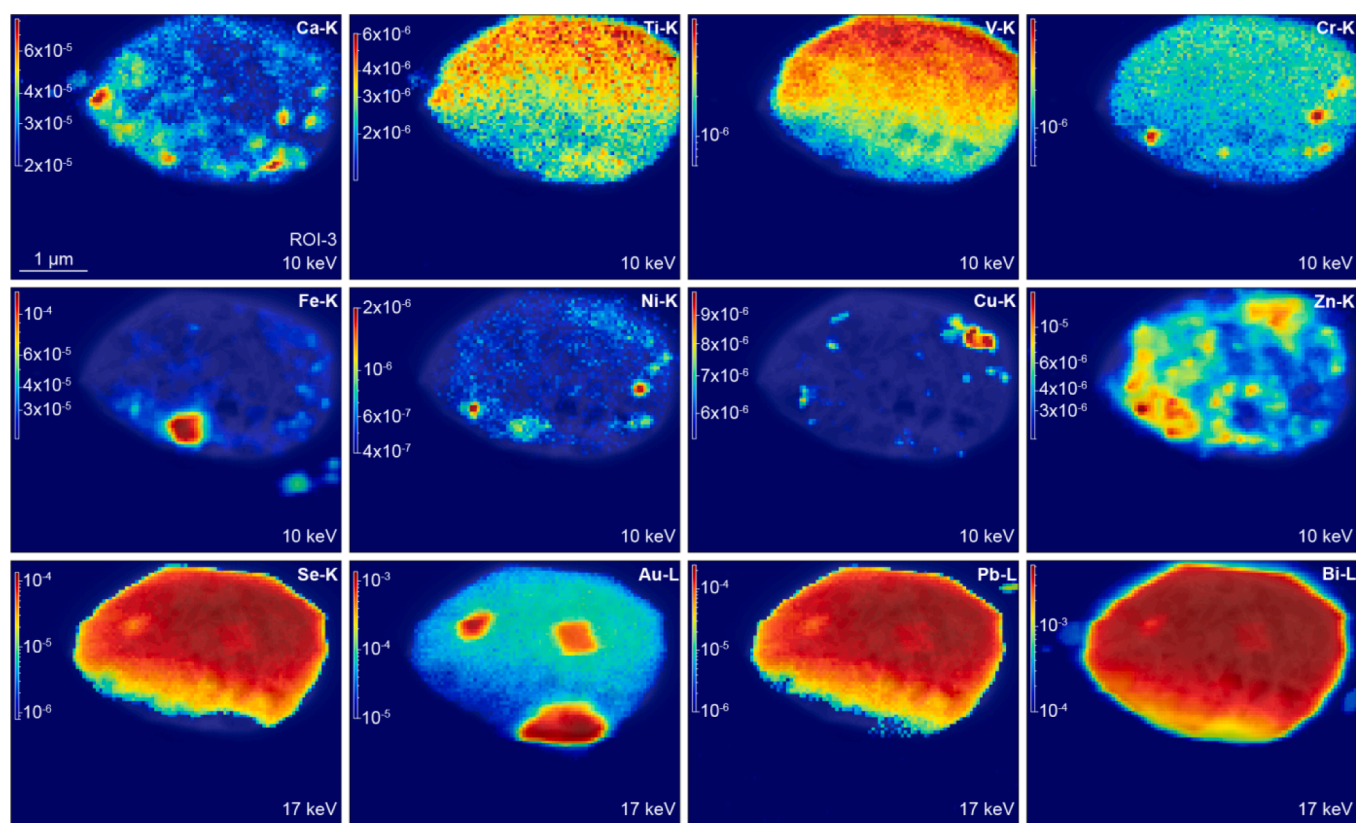 Ca-K
6x10⁻⁵
4x10⁻⁵
3x10⁻⁵
2x10⁻⁵
ROI-3
1 µm
10 keV
Ti-K
6x10⁻⁶
4x10⁻⁶
3x10⁻⁶
2x10⁻⁶
10 keV
V-K
10⁻⁶
10 keV
Cr-K
10⁻⁶
10 keV
Fe-K
10⁻⁴
6x10⁻⁵
4x10⁻⁵
3x10⁻⁵
10 keV
Ni-K
2x10⁻⁶
10⁻⁶
6x10⁻⁷
4x10⁻⁷
10 keV
Cu-K
9x10⁻⁶
8x10⁻⁶
7x10⁻⁶
6x10⁻⁶
10 keV
Zn-K
10⁻⁵
6x10⁻⁶
4x10⁻⁶
3x10⁻⁶
10 keV
Se-K
10⁻⁴
10⁻⁵
10⁻⁶
17 keV
Au-L
10⁻³
10⁻⁴
10⁻⁵
17 keV
Pb-L
10⁻⁴
10⁻⁵
10⁻⁶
17 keV
Bi-L
10⁻³
10⁻⁴
17 keV